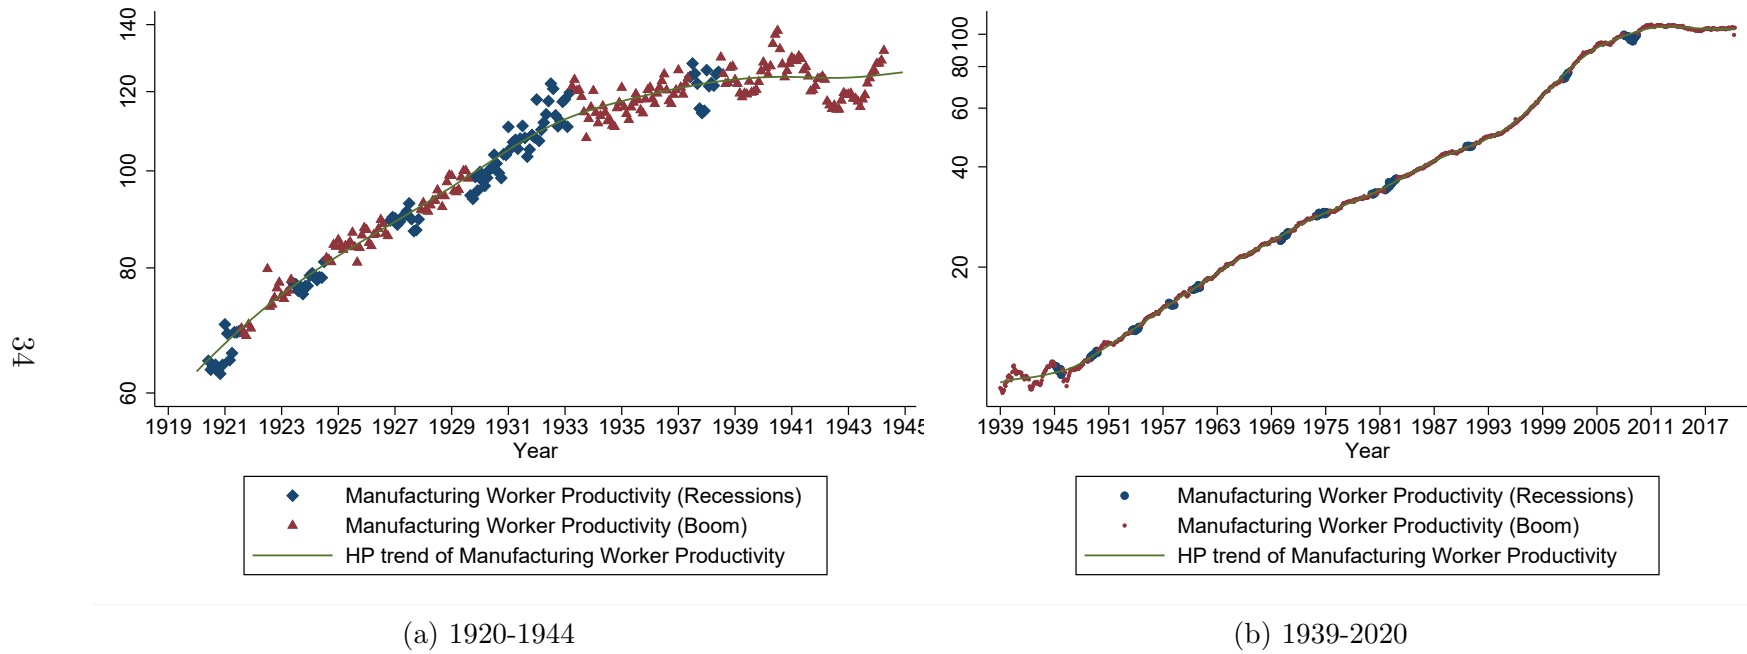 34
140
120
100
80
60
1919 1921 1923 1925 1927 1929 1931 1933 1935 1937 1939 1941 1943 1945
Year
Manufacturing Worker Productivity (Recessions)
Manufacturing Worker Productivity (Boom)
HP trend of Manufacturing Worker Productivity
(a) 1920-1944
100
80
60
40
20
1939 1945 1951 1957 1963 1969 1975 1981 1987 1993 1999 2005 2011 2017
Year
Manufacturing Worker Productivity (Recessions)
Manufacturing Worker Productivity (Boom)
HP trend of Manufacturing Worker Productivity
(b) 1939-2020